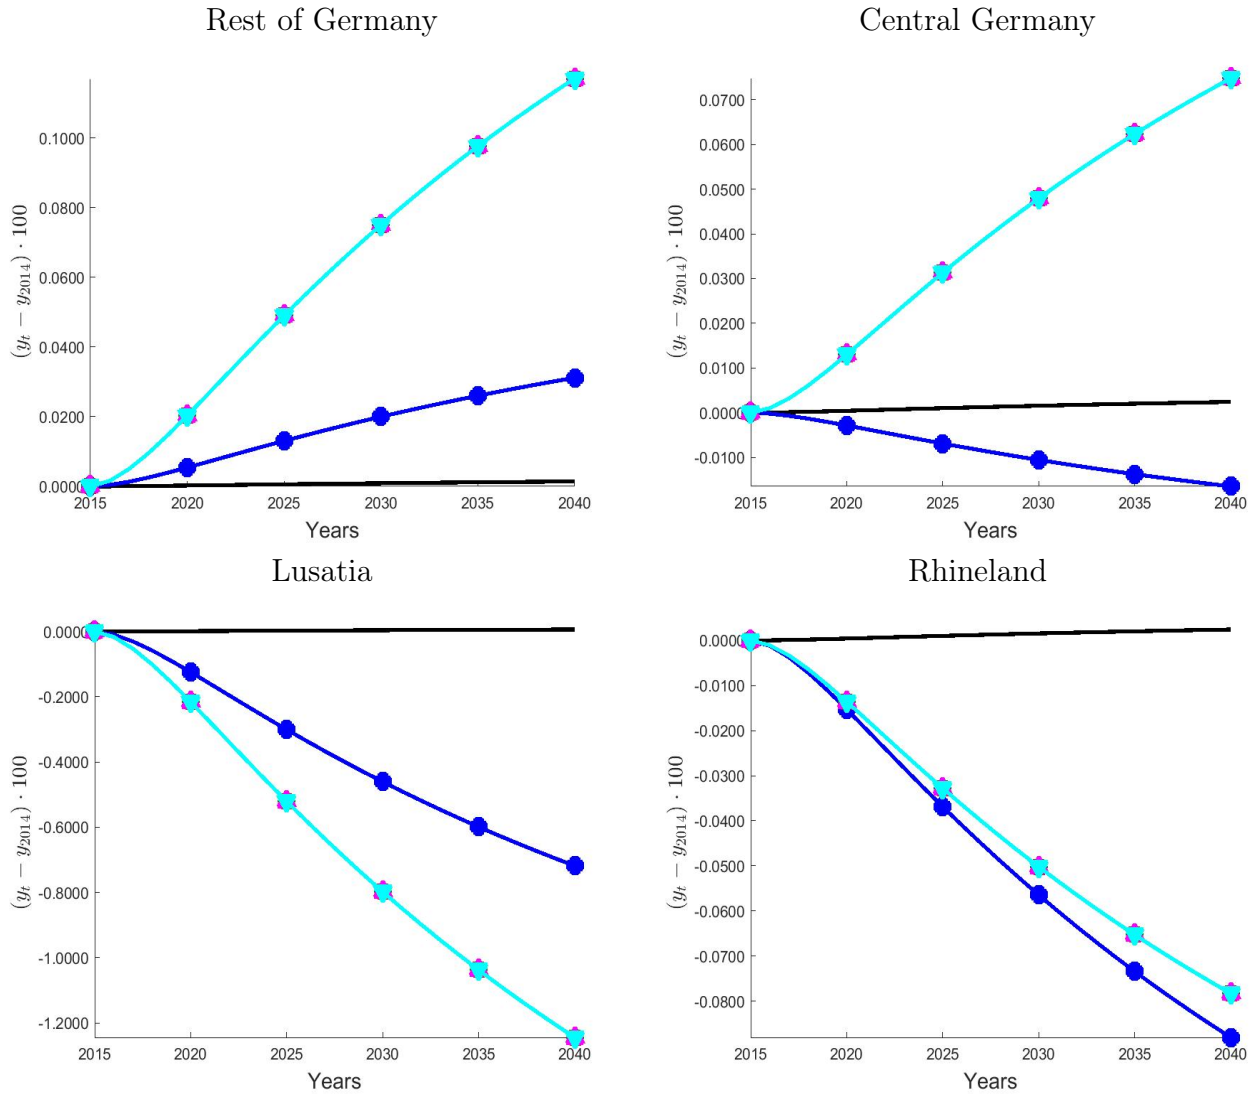 Rest of Germany
(y_t − y_2014) · 100
0.1000
0.0800
0.0600
0.0400
0.0200
0.0000
2015 2020 2025 2030 2035 2040
Years
Central Germany
(y_t − y_2014) · 100
0.0700
0.0600
0.0500
0.0400
0.0300
0.0200
0.0100
0.0000
-0.0100
2015 2020 2025 2030 2035 2040
Years
Lusatia
(y_t − y_2014) · 100
0.0000
-0.2000
-0.4000
-0.6000
-0.8000
-1.0000
-1.2000
2015 2020 2025 2030 2035 2040
Years
Rhineland
(y_t − y_2014) · 100
0.0000
-0.0100
-0.0200
-0.0300
-0.0400
-0.0500
-0.0600
-0.0700
-0.0800
2015 2020 2025 2030 2035 2040
Years